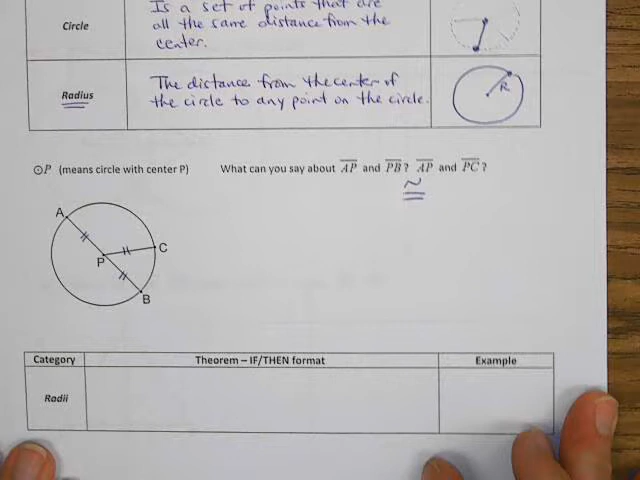 Is a set of points that are
Circle
all the same distance from the
center.
The distance from the center of
Radius
the circle to any point on the circle.
R
⊙P (means circle with center P) What can you say about AP and PB? AP and PC?
≅
A
C
P
B
Category Theorem – IF/THEN format Example
Radii